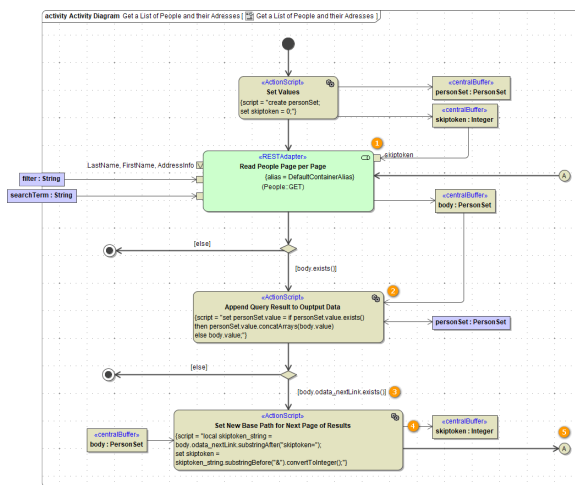 activity Activity Diagram Get a List of People and their Adresses [ Get a List of People and their Adresses ]
«ActionScript»
Set Values
{script = "create personSet;
set skiptoken = 0;"}
«centralBuffer»
personSet : PersonSet
«centralBuffer»
skiptoken : Integer
1
skiptoken
LastName, FirstName, AddressInfo
filter : String
searchTerm : String
«RESTAdapter»
Read People Page per Page
{alias = DefaultContainerAlias}
(People::GET)
A
«centralBuffer»
body : PersonSet
[else]
[body.exists()]
2
«ActionScript»
Append Query Result to Ouptput Data
{script = "set personSet.value = if personSet.value.exists()
then personSet.value.concatArrays(body.value)
else body.value;"}
personSet : PersonSet
[else]
[body.odata_nextLink.exists()]
3
«ActionScript»
Set New Base Path for Next Page of Results
{script = "local skiptoken_string =
body.odata_nextLink.substringAfter("skiptoken=");
set skiptoken =
skiptoken_string.substringBefore("&").convertToInteger();"}
«centralBuffer»
body : PersonSet
4
«centralBuffer»
skiptoken : Integer
5
A